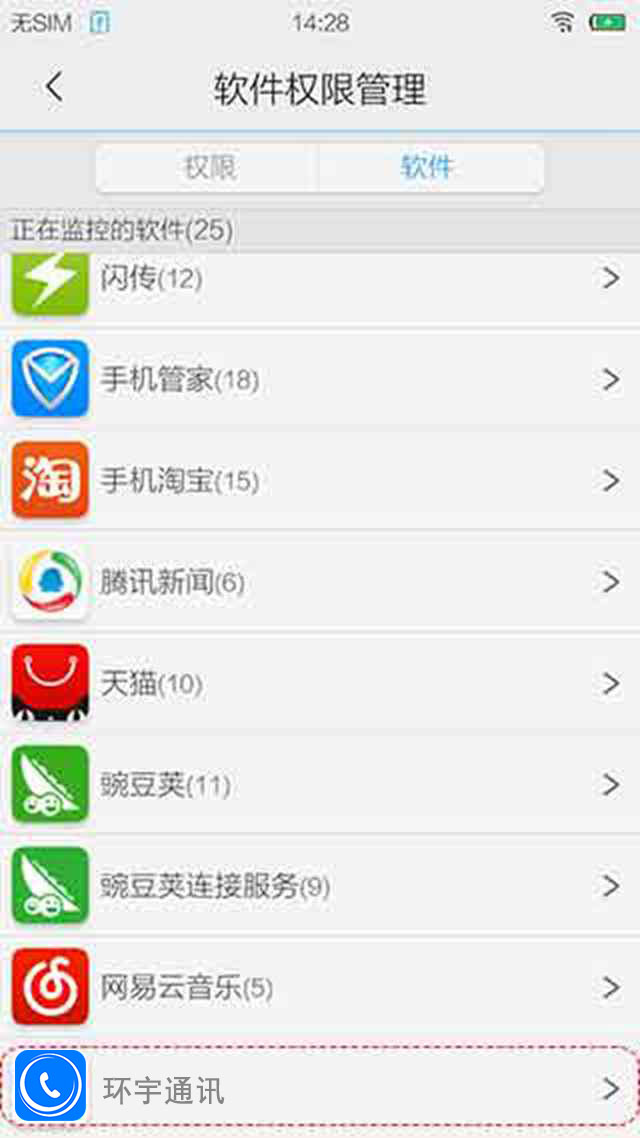 无SIM 14:28
软件权限管理
权限 软件
正在监控的软件(25)
闪传(12)
手机管家(18)
淘 手机淘宝(15)
腾讯新闻(6)
天猫(10)
豌豆荚(11)
豌豆荚连接服务(9)
网易云音乐(5)
环宇通讯